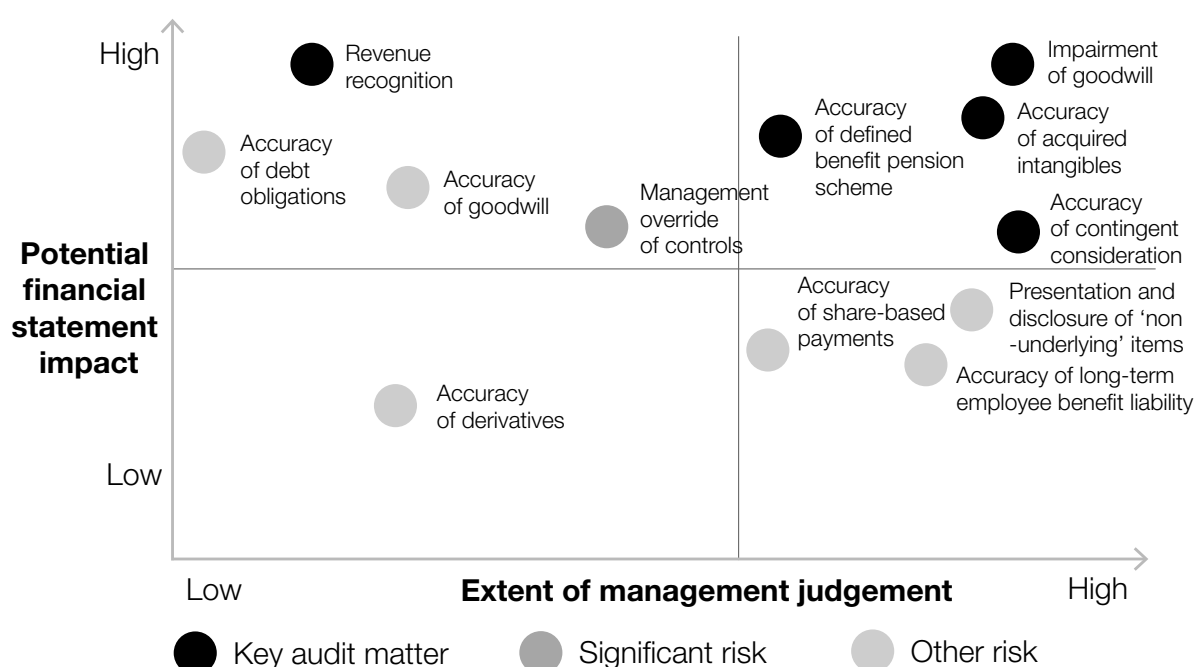 High
Revenue
recognition
Impairment
of goodwill
Accuracy
of debt
obligations
Accuracy
of goodwill
Management
override
of controls
Accuracy
of defined
benefit pension
scheme
Accuracy
of acquired
intangibles
Accuracy
of contingent
consideration
Potential
financial
statement
impact
Accuracy
of share-based
payments
Presentation and
disclosure of ‘non
-underlying’ items
Accuracy of long-term
employee benefit liability
Accuracy
of derivatives
Low
Low
Extent of management judgement
High
Key audit matter
Significant risk
Other risk